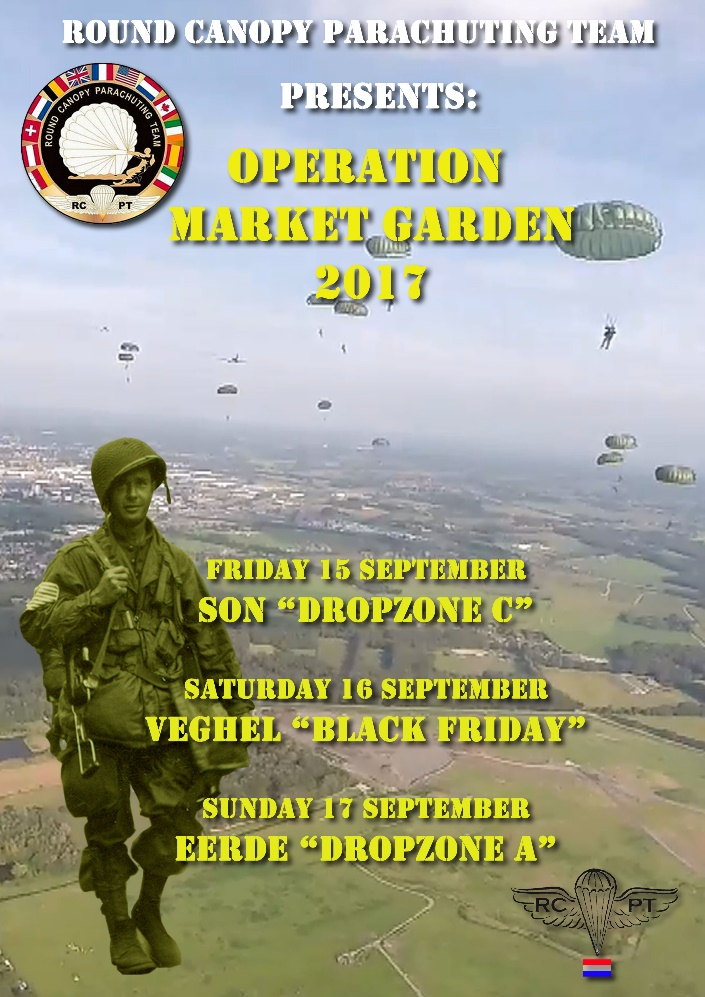 ROUND CANOPY PARACHUTING TEAM
PRESENTS:
ROUND CANOPY PARACHUTING TEAM
RC PT
OPERATION
MARKET GARDEN
2017
FRIDAY 15 SEPTEMBER
SON “DROPZONE C”
SATURDAY 16 SEPTEMBER
VEGHEL “BLACK FRIDAY”
SUNDAY 17 SEPTEMBER
EERDE “DROPZONE A”
RC PT